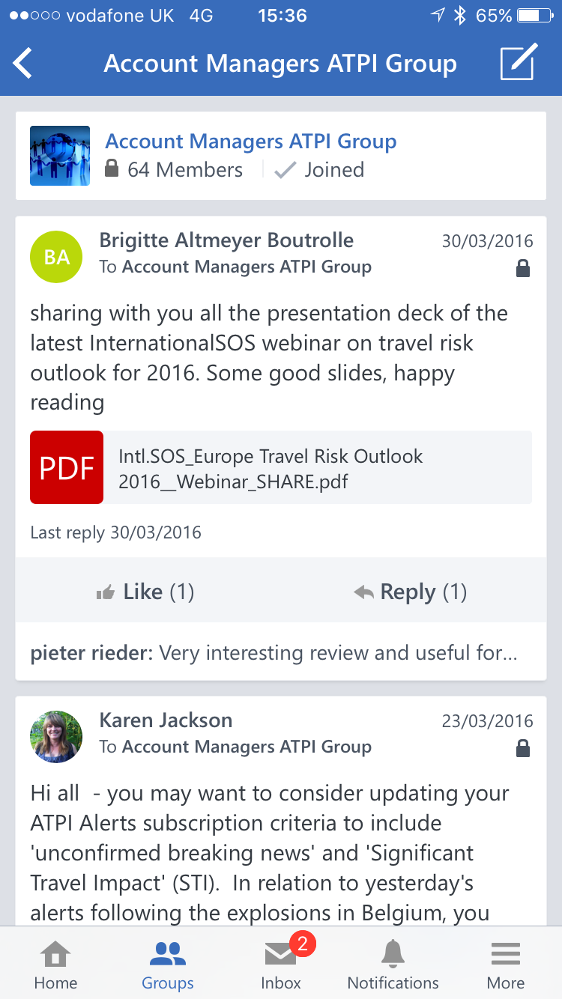 vodafone UK 4G 15:36 65%
Account Managers ATPI Group
Account Managers ATPI Group
64 Members Joined
BA
Brigitte Altmeyer Boutrolle 30/03/2016
To Account Managers ATPI Group
sharing with you all the presentation deck of the
latest InternationalSOS webinar on travel risk
outlook for 2016. Some good slides, happy
reading
PDF
Intl.SOS_Europe Travel Risk Outlook
2016__Webinar_SHARE.pdf
Last reply 30/03/2016
Like (1) Reply (1)
pieter rieder: Very interesting review and useful for...
Karen Jackson 23/03/2016
To Account Managers ATPI Group
Hi all  - you may want to consider updating your
ATPI Alerts subscription criteria to include
'unconfirmed breaking news' and 'Significant
Travel Impact' (STI).  In relation to yesterday's
alerts following the explosions in Belgium, you
2
Home Groups Inbox Notifications More